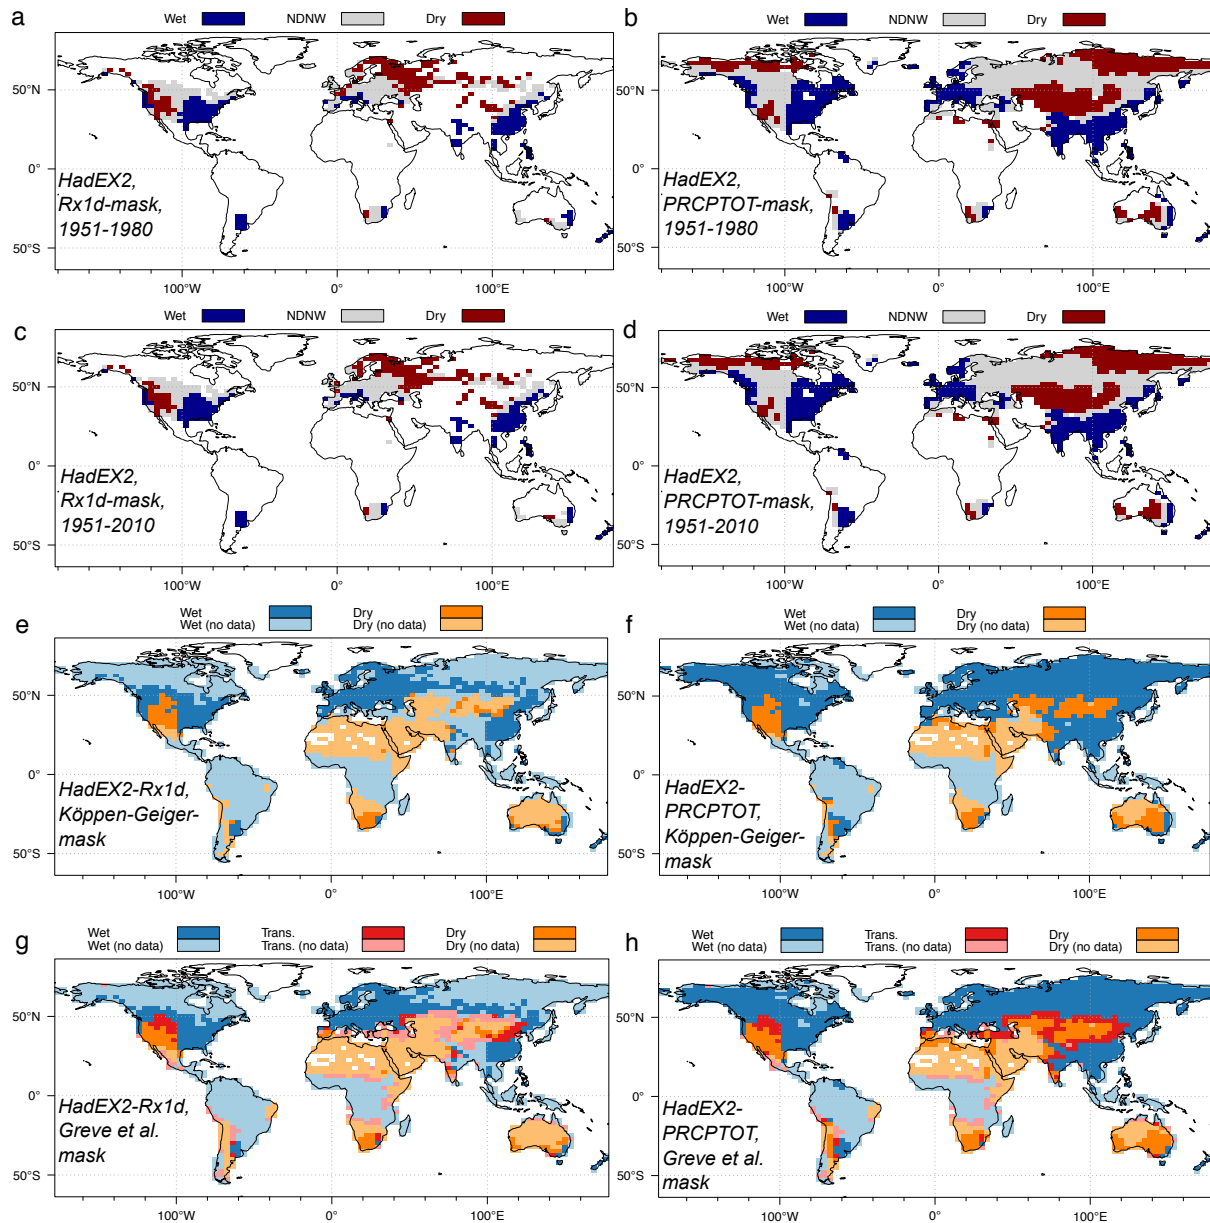 a Wet NDNW Dry
50°N
0°
50°S
100°W 0° 100°E
HadEX2,
Rx1d-mask,
1951-1980
b Wet NDNW Dry
50°N
0°
50°S
100°W 0° 100°E
HadEX2,
PRCPTOT-mask,
1951-1980
c Wet NDNW Dry
50°N
0°
50°S
100°W 0° 100°E
HadEX2,
Rx1d-mask,
1951-2010
d Wet NDNW Dry
50°N
0°
50°S
100°W 0° 100°E
HadEX2,
PRCPTOT-mask,
1951-2010
e Wet Dry
Wet (no data) Dry (no data)
50°N
0°
50°S
100°W 0° 100°E
HadEX2-Rx1d,
Köppen-Geiger-
mask
f Wet Dry
Wet (no data) Dry (no data)
50°N
0°
50°S
100°W 0° 100°E
HadEX2-
PRCPTOT,
Köppen-Geiger-
mask
g Wet Trans. Dry
Wet (no data) Trans. (no data) Dry (no data)
50°N
0°
50°S
100°W 0° 100°E
HadEX2-Rx1d,
Greve et al.
mask
h Wet Trans. Dry
Wet (no data) Trans. (no data) Dry (no data)
50°N
0°
50°S
100°W 0° 100°E
HadEX2-
PRCPTOT,
Greve et al.
mask